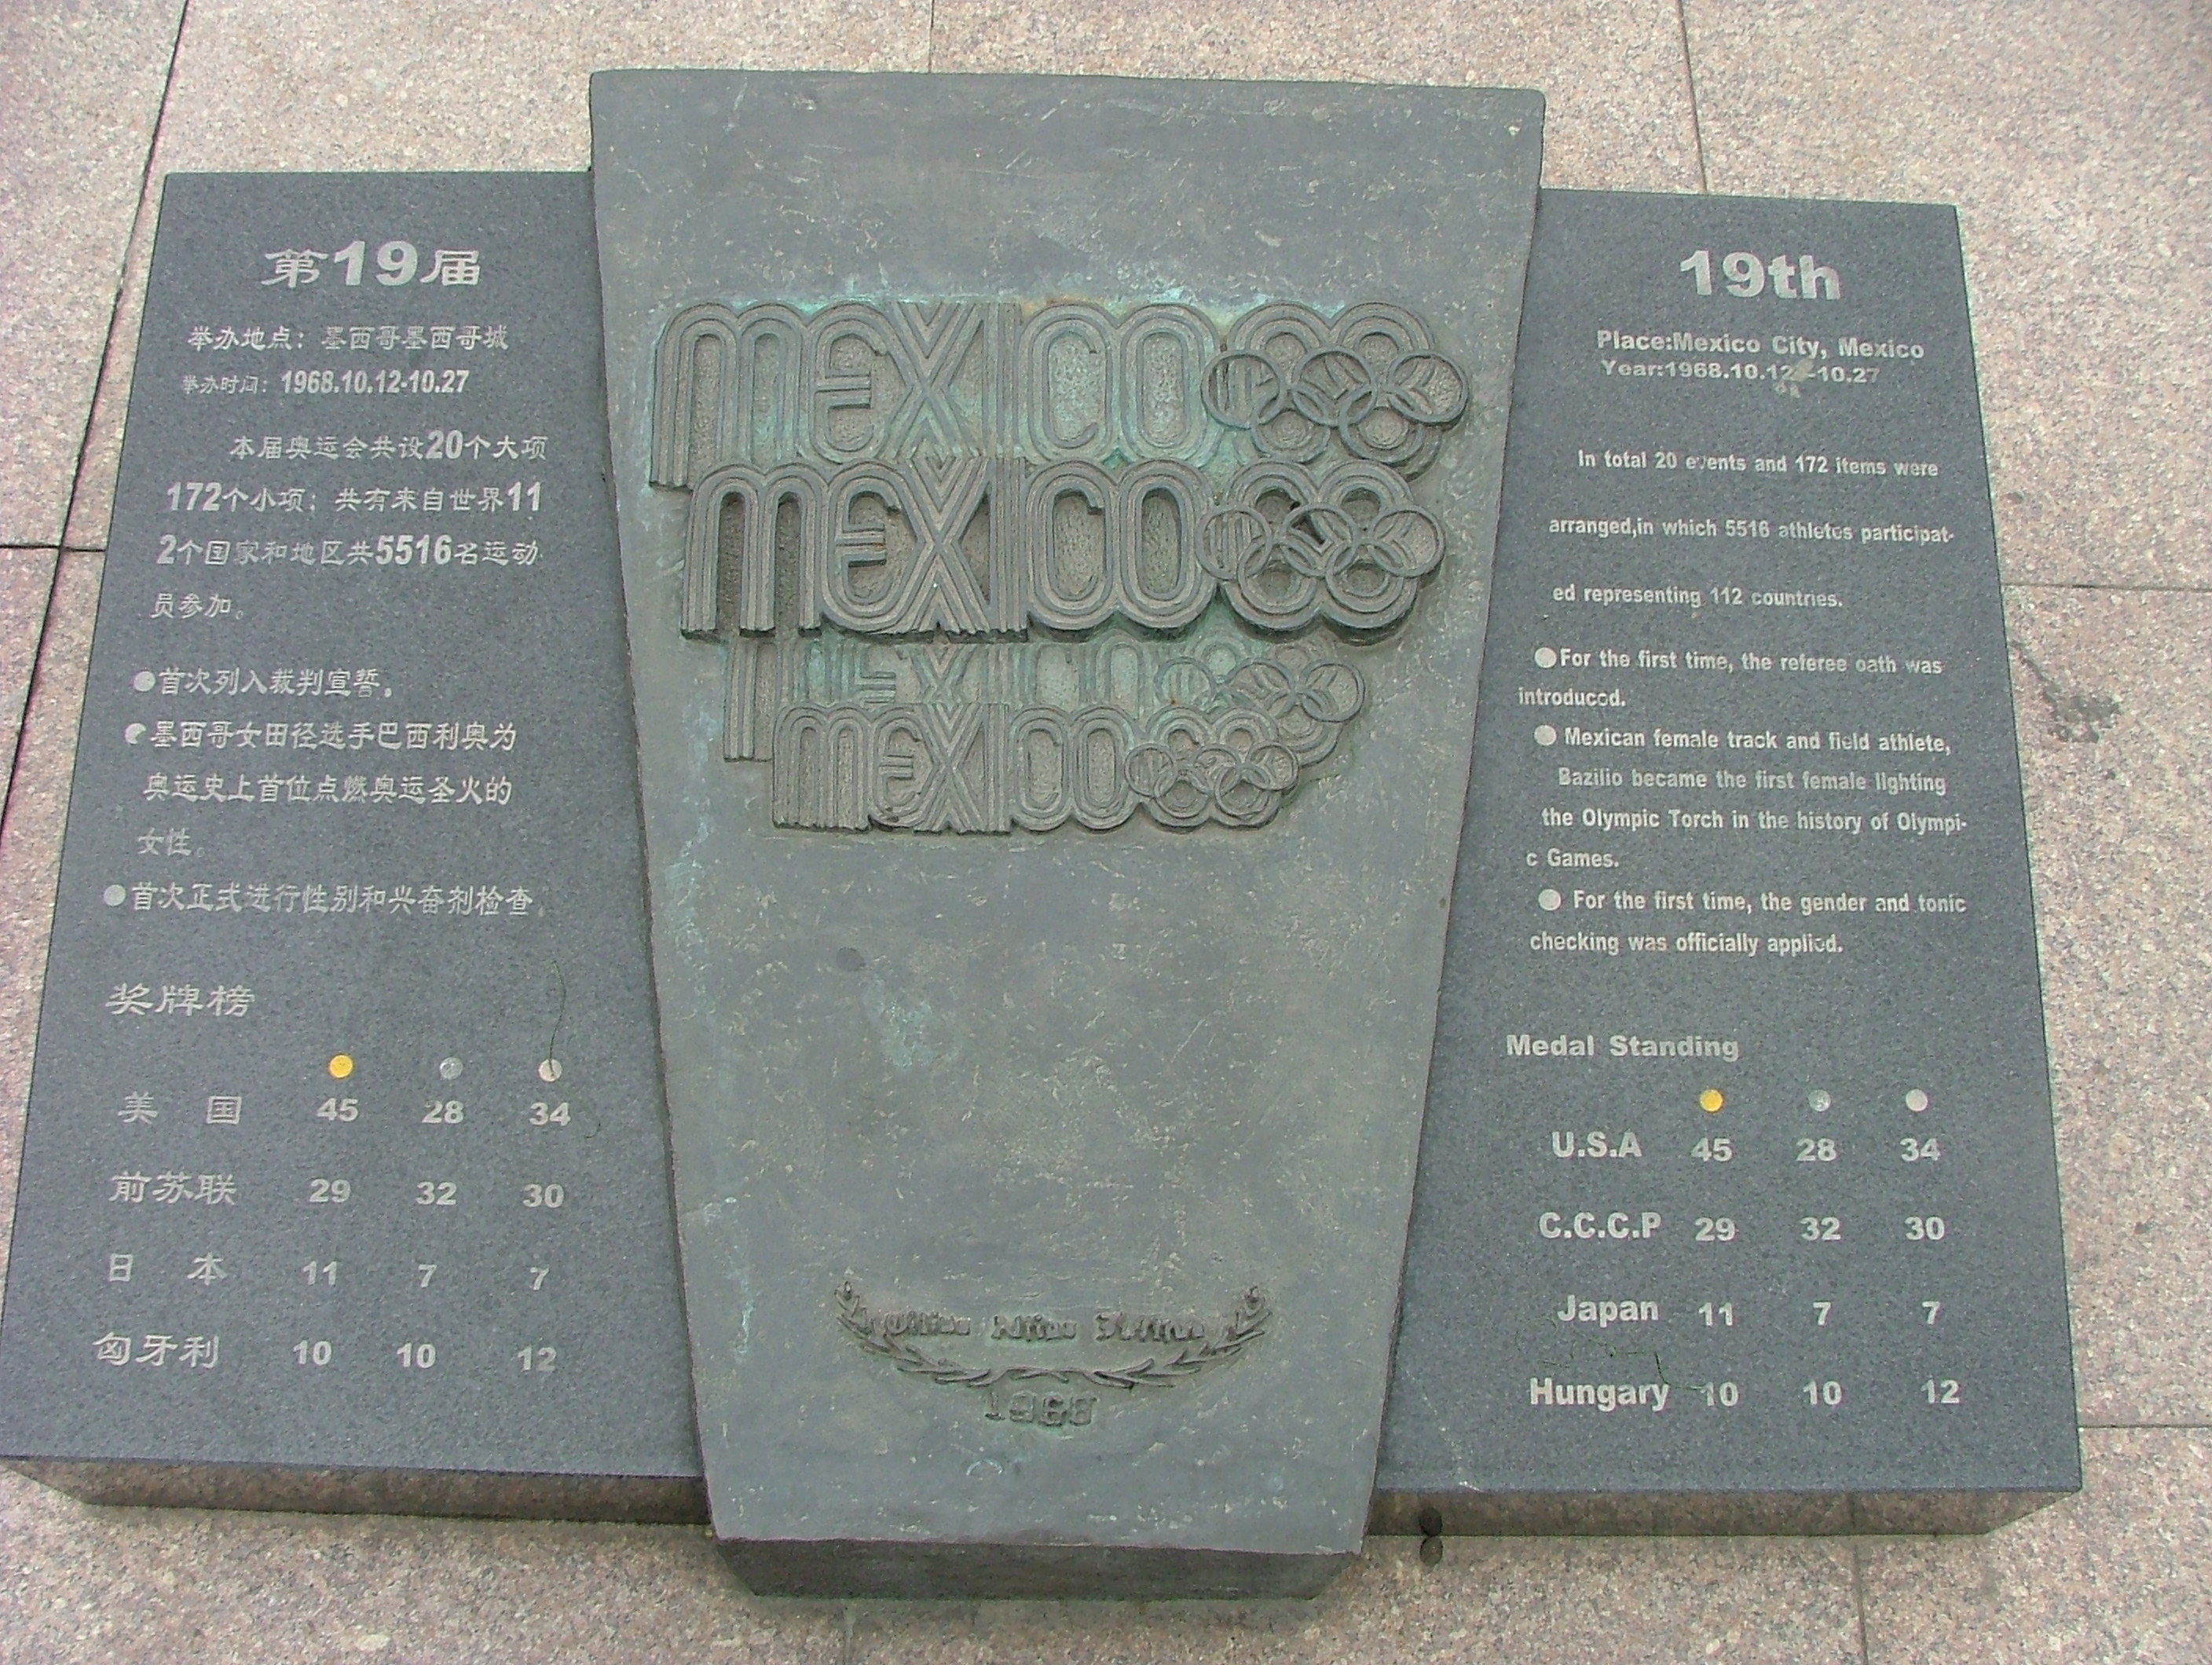 第19届
举办地点：墨西哥墨西哥城
举办时间：1968.10.12-10.27
本届奥运会共设20个大项
172个小项；共有来自世界11
2个国家和地区共5516名运动
员参加。
●首次列入裁判宣誓。
●墨西哥女田径选手巴西利奥为
奥运史上首位点燃奥运圣火的
女性。
●首次正式进行性别和兴奋剂检查。
奖牌榜
美国 45 28 34
前苏联 29 32 30
日本 11 7 7
匈牙利 10 10 12
MEXICO68
MEXICO68
MEXICO68
MEXICO68
Altius
1968
19th
Place:Mexico City, Mexico
Year:1968.10.12-10.27
In total 20 events and 172 items were
arranged,in which 5516 athletes participat-
ed representing 112 countries.
●For the first time, the referee oath was
introduced.
● Mexican female track and field athlete,
Bazilio became the first female lighting
the Olympic Torch in the history of Olympi-
c Games.
● For the first time, the gender and tonic
checking was officially applied.
Medal Standing
U.S.A 45 28 34
C.C.C.P 29 32 30
Japan 11 7 7
Hungary 10 10 12